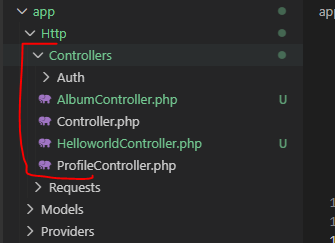 app
Http
Controllers
Auth
AlbumController.php U
Controller.php
HelloworldController.php U
ProfileController.php
Requests
Models
Providers